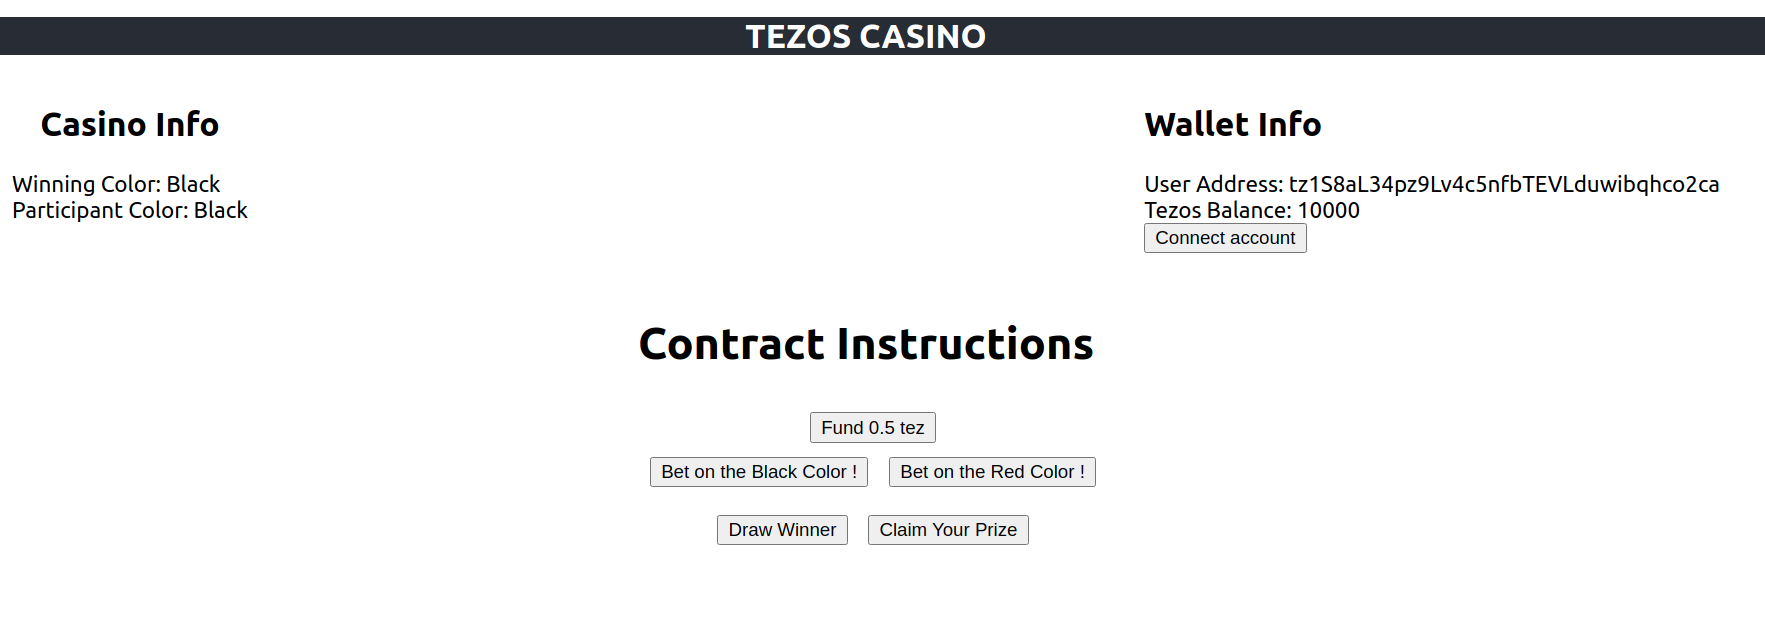 TEZOS CASINO
Casino Info
Winning Color: Black
Participant Color: Black
Wallet Info
User Address: tz1S8aL34pz9Lv4c5nfbTEVLduwibqhco2ca
Tezos Balance: 10000
Connect account
Contract Instructions
Fund 0.5 tez
Bet on the Black Color ! Bet on the Red Color !
Draw Winner Claim Your Prize